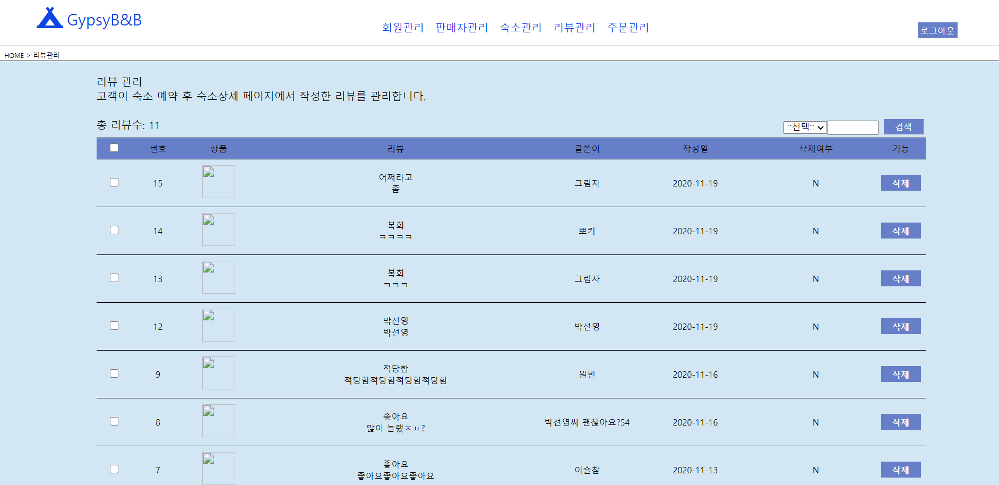 GypsyB&B
회원관리 판매자관리 숙소관리 리뷰관리 주문관리
로그아웃
HOME > 리뷰관리
리뷰 관리
고객이 숙소 예약 후 숙소상세 페이지에서 작성한 리뷰를 관리합니다.
총 리뷰수: 11
::선택:: 검색
번호 상품 리뷰 글쓴이 작성일 삭제여부 기능
15 어쩌라고 그림자 2020-11-19 N 삭제
좀
14 복희 뽀키 2020-11-19 N 삭제
ㅋㅋㅋㅋ
13 복희 그림자 2020-11-19 N 삭제
ㅋㅋㅋ
12 박선영 박선영 2020-11-19 N 삭제
박선영
9 적당함 원빈 2020-11-16 N 삭제
적당함적당함적당함적당함
8 좋아요 박선영씨 괜찮아요?54 2020-11-16 N 삭제
많이 놀랬ㅈㅛ?
7 좋아요 이슬참 2020-11-13 N 삭제
좋아요좋아요좋아요